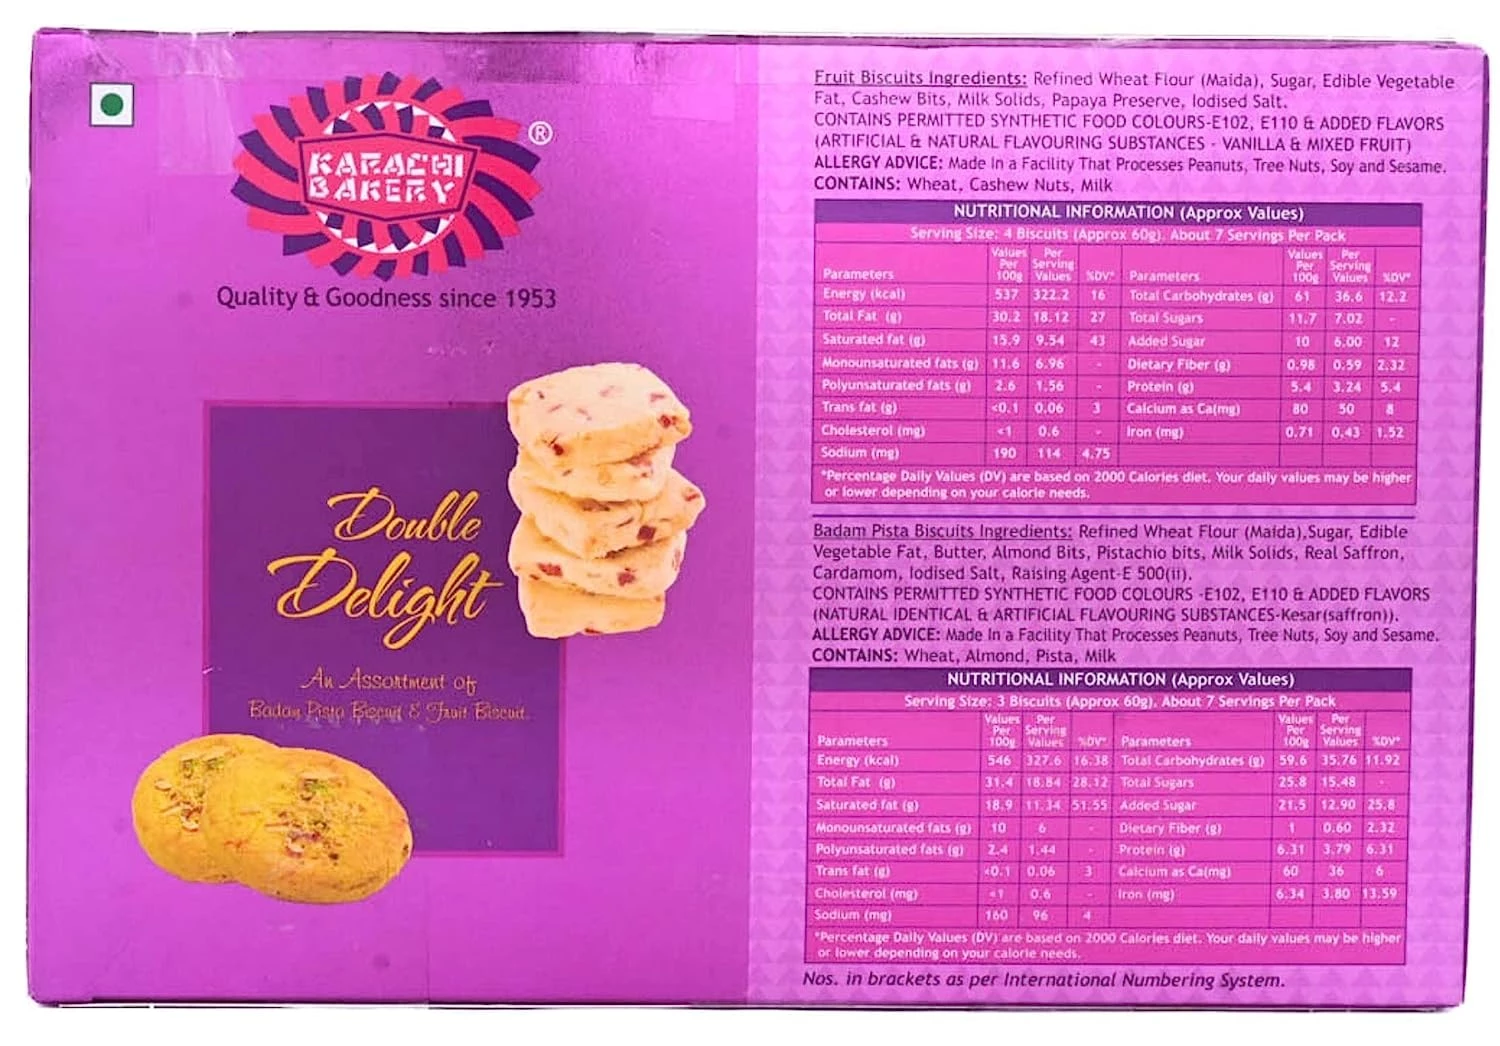 KARACHI
BAKERY
®
Quality & Goodness since 1953
Double
Delight
An Assortment of
Badam Pista Biscuit & Fruit Biscuit.
Fruit Biscuits Ingredients: Refined Wheat Flour (Maida), Sugar, Edible Vegetable
Fat, Cashew Bits, Milk Solids, Papaya Preserve, Iodised Salt.
CONTAINS PERMITTED SYNTHETIC FOOD COLOURS-E102, E110 & ADDED FLAVORS
(ARTIFICIAL & NATURAL FLAVOURING SUBSTANCES - VANILLA & MIXED FRUIT)
ALLERGY ADVICE: Made In a Facility That Processes Peanuts, Tree Nuts, Soy and Sesame.
CONTAINS: Wheat, Cashew Nuts, Milk
NUTRITIONAL INFORMATION (Approx Values)
Serving Size: 4 Biscuits (Approx 60g). About 7 Servings Per Pack
Parameters Values Per 100g Per Serving Values %DV* Parameters Values Per 100g Per Serving Values %DV*
Energy (kcal) 537 322.2 16 Total Carbohydrates (g) 61 36.6 12.2
Total Fat (g) 30.2 18.12 27 Total Sugars 11.7 7.02 -
Saturated fat (g) 15.9 9.54 43 Added Sugar 10 6.00 12
Monounsaturated fats (g) 11.6 6.96 - Dietary Fiber (g) 0.98 0.59 2.32
Polyunsaturated fats (g) 2.6 1.56 - Protein (g) 5.4 3.24 5.4
Trans fat (g) <0.1 0.06 3 Calcium as Ca(mg) 80 50 8
Cholesterol (mg) <1 0.6 - Iron (mg) 0.71 0.43 1.52
Sodium (mg) 190 114 4.75
*Percentage Daily Values (DV) are based on 2000 Calories diet. Your daily values may be higher
or lower depending on your calorie needs.
Badam Pista Biscuits Ingredients: Refined Wheat Flour (Maida),Sugar, Edible
Vegetable Fat, Butter, Almond Bits, Pistachio bits, Milk Solids, Real Saffron,
Cardamom, Iodised Salt, Raising Agent-E 500(ii).
CONTAINS PERMITTED SYNTHETIC FOOD COLOURS -E102, E110 & ADDED FLAVORS
(NATURAL IDENTICAL & ARTIFICIAL FLAVOURING SUBSTANCES-Kesar(saffron)).
ALLERGY ADVICE: Made In a Facility That Processes Peanuts, Tree Nuts, Soy and Sesame.
CONTAINS: Wheat, Almond, Pista, Milk
NUTRITIONAL INFORMATION (Approx Values)
Serving Size: 3 Biscuits (Approx 60g). About 7 Servings Per Pack
Parameters Values Per 100g Per Serving Values %DV* Parameters Values Per 100g Per Serving Values %DV*
Energy (kcal) 546 327.6 16.38 Total Carbohydrates (g) 59.6 35.76 11.92
Total Fat (g) 31.4 18.84 28.12 Total Sugars 25.8 15.48 -
Saturated fat (g) 18.9 11.34 51.55 Added Sugar 21.5 12.90 25.8
Monounsaturated fats (g) 10 6 - Dietary Fiber (g) 1 0.60 2.32
Polyunsaturated fats (g) 2.4 1.44 - Protein (g) 6.31 3.79 6.31
Trans fat (g) <0.1 0.06 3 Calcium as Ca(mg) 60 36 6
Cholesterol (mg) <1 0.6 - Iron (mg) 6.34 3.80 13.59
Sodium (mg) 160 96 4
*Percentage Daily Values (DV) are based on 2000 Calories diet. Your daily values may be higher
or lower depending on your calorie needs.
Nos. in brackets as per International Numbering System.